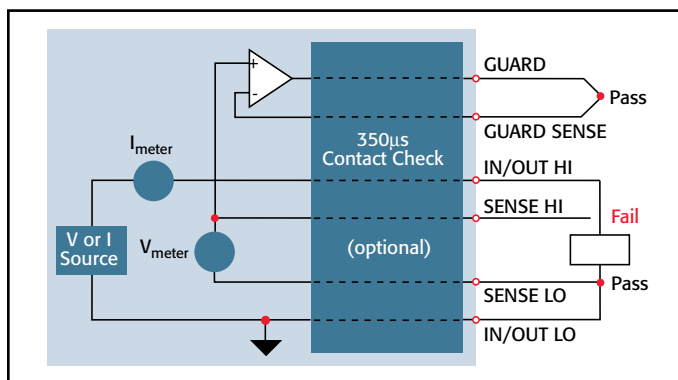 GUARD
+
-
Pass
GUARD SENSE
350µs
Contact Check
I meter
IN/OUT HI
SENSE HI
Fail
V or I
Source
V meter
(optional)
SENSE LO
Pass
IN/OUT LO